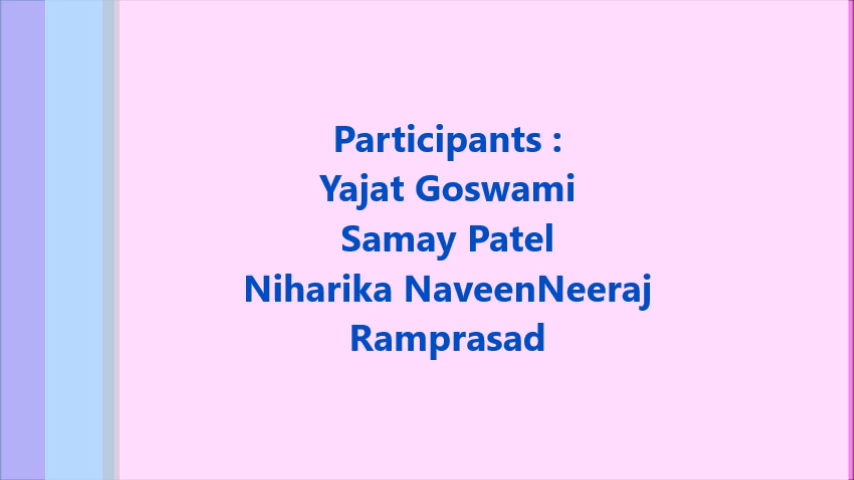 Participants :
Yajat Goswami
Samay Patel
Niharika NaveenNeeraj
Ramprasad